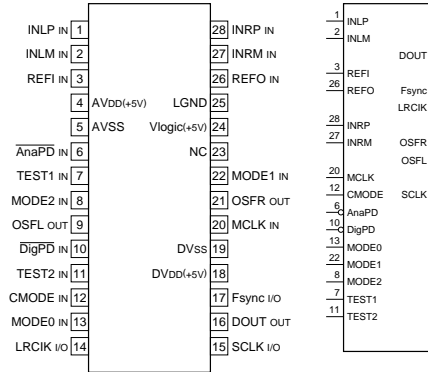 INLP IN 1
INLM IN 2
REFI IN 3
4 AVDD(+5V)
5 AVSS
AnaPD IN 6
TEST1 IN 7
MODE2 IN 8
OSFL OUT 9
DigPD IN 10
TEST2 IN 11
CMODE IN 12
MODE0 IN 13
LRCIK I/O 14
28 INRP IN
27 INRM IN
26 REFO IN
LGND 25
Vlogic(+5V) 24
NC 23
22 MODE1 IN
21 OSFR OUT
20 MCLK IN
DVSS 19
DVDD(+5V) 18
17 Fsync I/O
16 DOUT OUT
15 SCLK I/O
1 INLP
2 INLM
DOUT
3 REFI
26 REFO
Fsync
LRCIK
28 INRP
27 INRM
OSFR
OSFL
20 MCLK
12 CMODE
SCLK
6 AnaPD
10 DigPD
13 MODE0
22 MODE1
8 MODE2
7 TEST1
11 TEST2